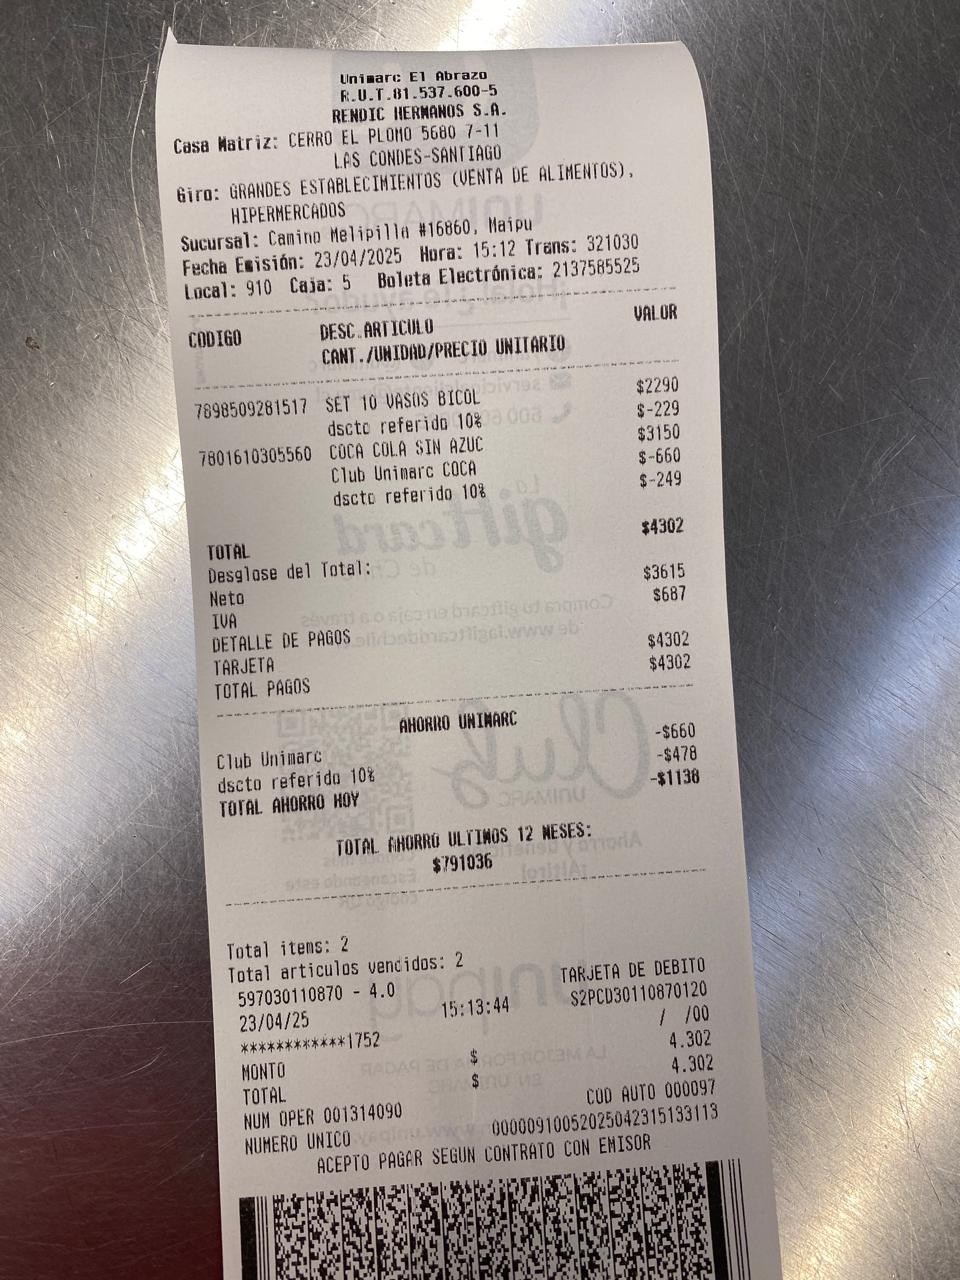 Unimarc El Abrazo
R.U.T.81.537.600-5
RENDIC HERMANOS S.A.
Casa Matriz: CERRO EL PLOMO 5680 7-11
LAS CONDES-SANTIAGO
Giro: GRANDES ESTABLECIMIENTOS (VENTA DE ALIMENTOS),
HIPERMERCADOS
Sucursal: Camino Melipilla #16860, Maipu
Fecha Emisión: 23/04/2025 Hora: 15:12 Trans: 321030
Local: 910 Caja: 5 Boleta Electrónica: 2137585525
CODIGO DESC.ARTICULO VALOR
CANT./UNIDAD/PRECIO UNITARIO
7898509281517 SET 10 VASOS BICOL $2290
dscto referido 10% $-229
7801610305560 COCA COLA SIN AZUC $3150
Club Unimarc COCA $-660
dscto referido 10% $-249
TOTAL $4302
Desglose del Total:
Neto $3615
IVA $687
DETALLE DE PAGOS
TARJETA $4302
TOTAL PAGOS $4302
AHORRO UNIMARC
Club Unimarc -$660
dscto referido 10% -$478
TOTAL AHORRO HOY -$1138
TOTAL AHORRO ULTIMOS 12 MESES:
$791036
Total items: 2
Total articulos vendidos: 2
597030110870 - 4.0 TARJETA DE DEBITO
23/04/25 15:13:44 S2PCD30110870120
************1752 / /00
MONTO $ 4.302
TOTAL $ 4.302
NUM OPER 001314090 COD AUTO 000097
NUMERO UNICO 00000910052025042315133113
ACEPTO PAGAR SEGUN CONTRATO CON EMISOR